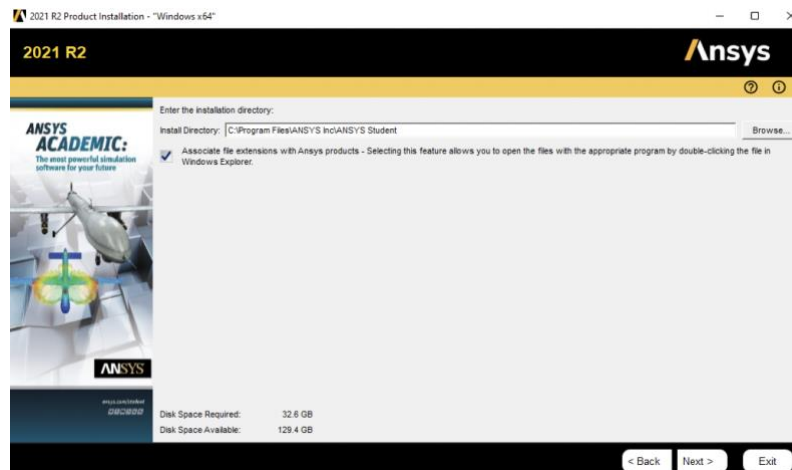 2021 R2 Product Installation - "Windows x64"
2021 R2
Ansys
Enter the installation directory:
Install Directory: C:\Program Files\ANSYS Inc\ANSYS Student
Browse...
Associate file extensions with Ansys products - Selecting this feature allows you to open the files with the appropriate program by double-clicking the file in
Windows Explorer.
ANSYS
ACADEMIC:
The most powerful simulation
software for your future
ANSYS
ansys.com/student
Disk Space Required: 32.6 GB
Disk Space Available: 129.4 GB
< Back
Next >
Exit